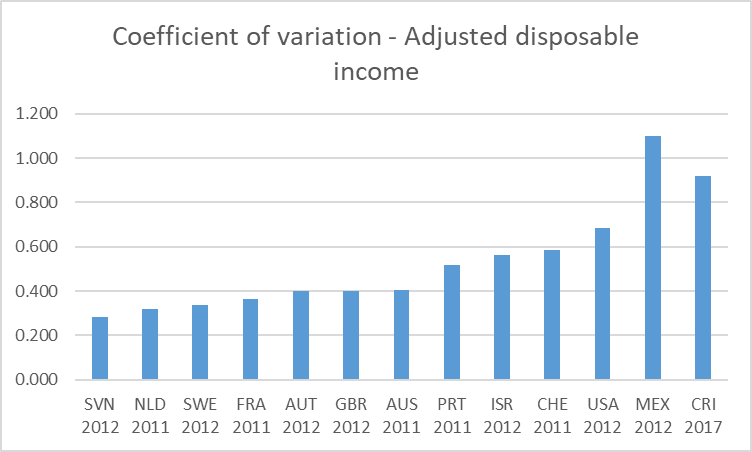 Coefficient of variation - Adjusted disposable
income
1.200
1.000
0.800
0.600
0.400
0.200
0.000
SVN NLD SWE FRA AUT GBR AUS PRT ISR CHE USA MEX CRI
2012 2011 2012 2011 2012 2012 2011 2011 2012 2011 2012 2012 2017